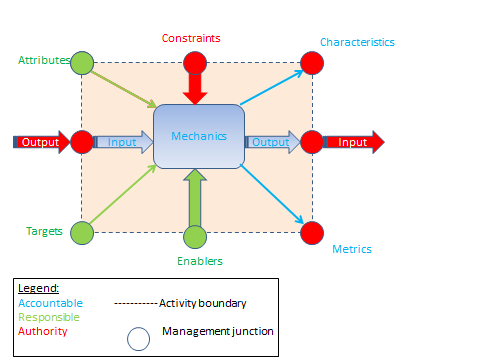 Constraints
Characteristics
Attributes
Mechanics
Output
Input
Output
Input
Targets
Enablers
Metrics
Legend:
Accountable
Activity boundary
Responsible
Authority
Management junction